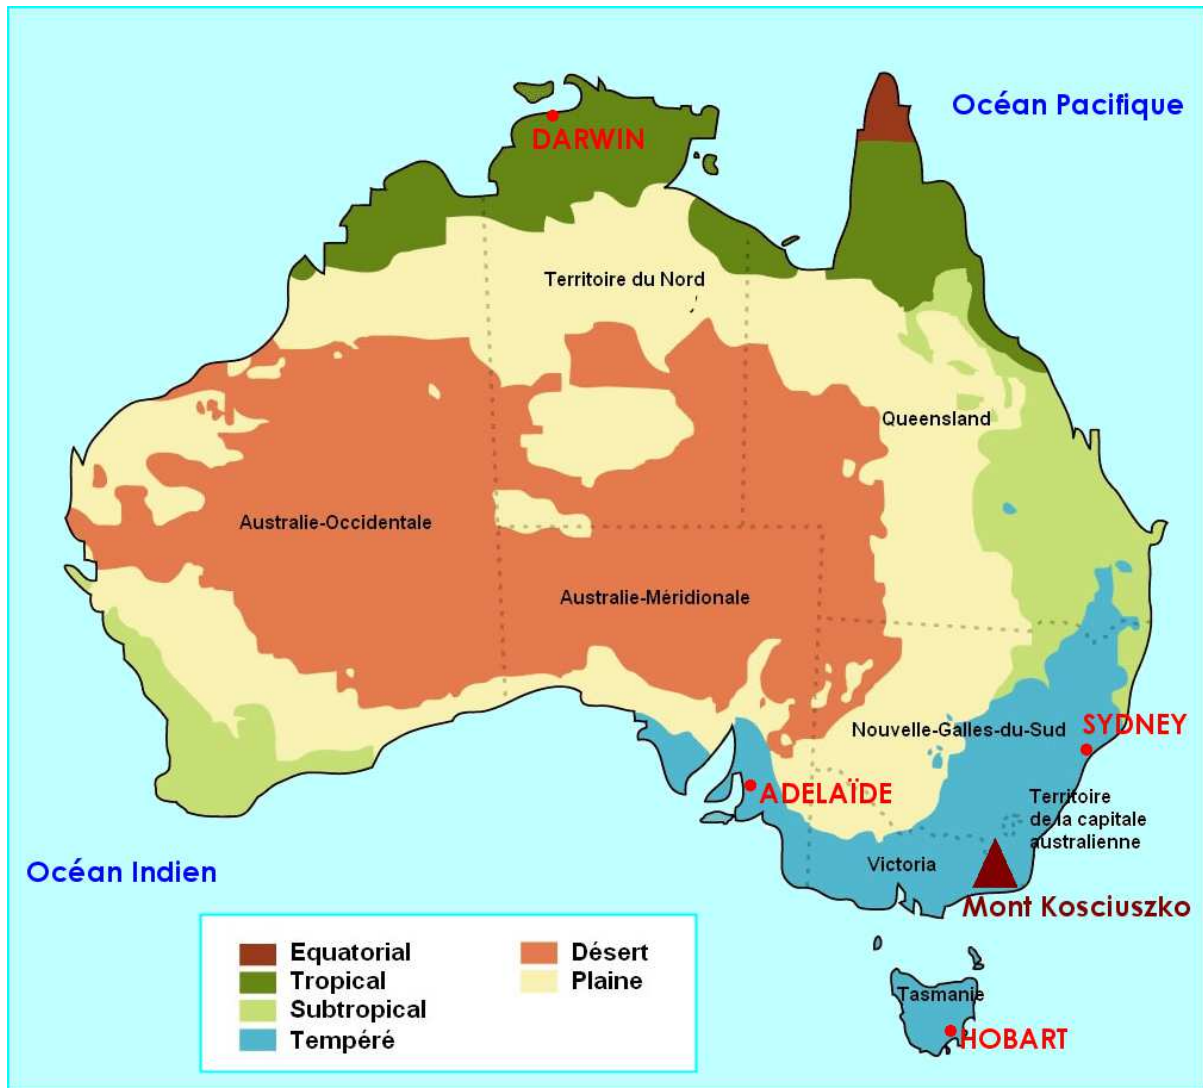 Océan Pacifique
DARWIN
Territoire du Nord
Queensland
Australie-Occidentale
Australie-Méridionale
Nouvelle-Galles-du-Sud
SYDNEY
ADELAÏDE
Territoire
de la capitale
australienne
Victoria
Océan Indien
Mont Kosciuszko
Tasmanie
HOBART
Equatorial
Tropical
Subtropical
Tempéré
Désert
Plaine